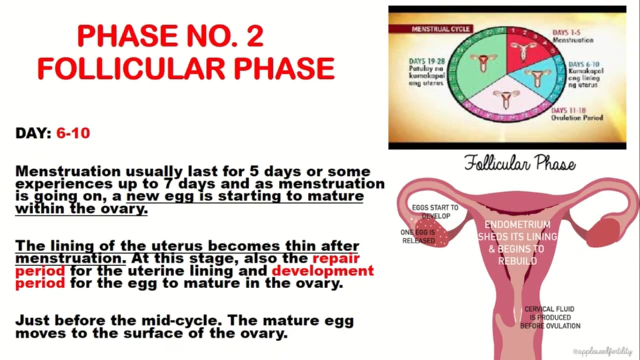 PHASE NO. 2
FOLLICULAR PHASE
DAY: 6-10
Menstruation usually last for 5 days or some
experiences up to 7 days and as menstruation
is going on, a new egg is starting to mature
within the ovary.
The lining of the uterus becomes thin after
menstruation. At this stage, also the repair
period for the uterine lining and development
period for the egg to mature in the ovary.
Just before the mid-cycle. The mature egg
moves to the surface of the ovary.
MENSTRUAL CYCLE
DAYS 1-5
Menstruation
DAYS 6-10
Kumakapal
ang lining
ng uterus
DAYS 11-18
Ovulation Period
DAYS 19-28
Patuloy na
kumakapal
ang uterus
Follicular Phase
EGGS START TO
DEVELOP
ONE EGG IS
RELEASED
ENDOMETRIUM
SHEDS ITS LINING
& BEGINS TO
REBUILD
CERVICAL FLUID
IS PRODUCED
BEFORE OVULATION